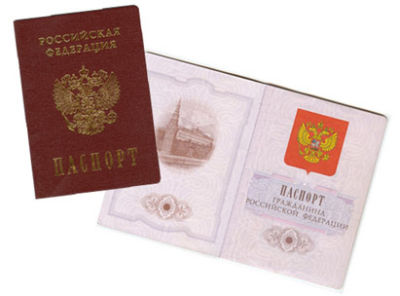 РОССИЙСКАЯ
ФЕДЕРАЦИЯ
ПАСПОРТ
ПАСПОРТ
ГРАЖДАНИНА
РОССИЙСКОЙ ФЕДЕРАЦИИ